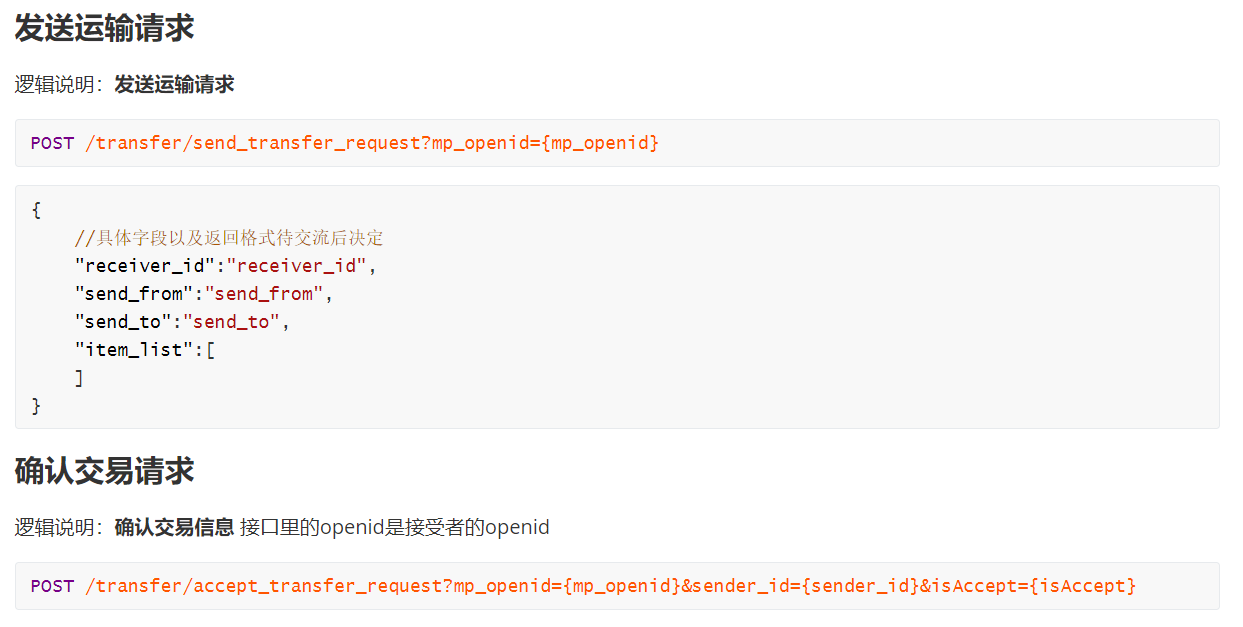 发送运输请求
逻辑说明：发送运输请求
POST /transfer/send_transfer_request?mp_openid={mp_openid}
{
    //具体字段以及返回格式待交流后决定
    "receiver_id":"receiver_id",
    "send_from":"send_from",
    "send_to":"send_to",
    "item_list":[
    ]
}
确认交易请求
逻辑说明：确认交易信息 接口里的openid是接受者的openid
POST /transfer/accept_transfer_request?mp_openid={mp_openid}&sender_id={sender_id}&isAccept={isAccept}